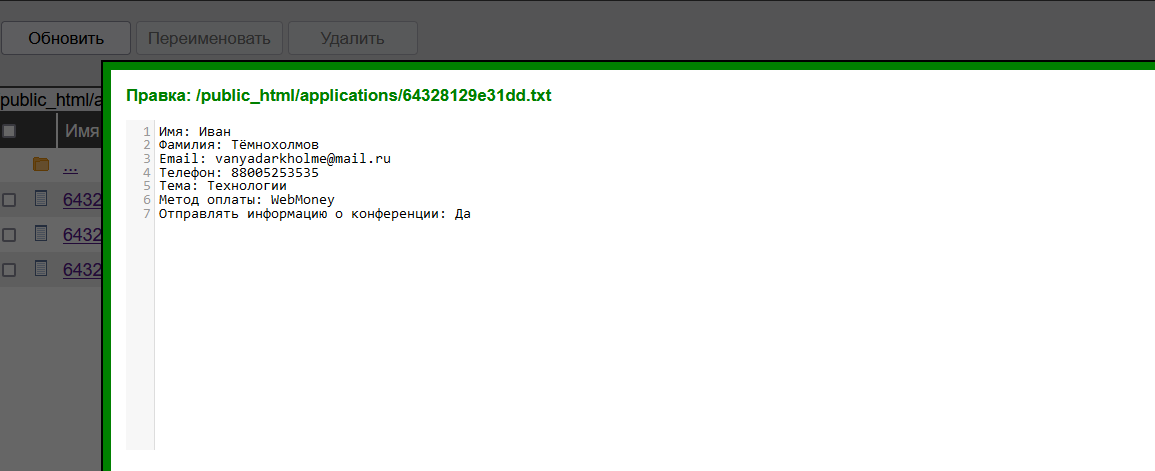 Обновить Переименовать Удалить
Правка: /public_html/applications/64328129e31dd.txt
public_html/a
Имя
...
6432
6432
6432
1 Имя: Иван
2 Фамилия: Тёмнохолмов
3 Email: vanyadarkholme@mail.ru
4 Телефон: 88005253535
5 Тема: Технологии
6 Метод оплаты: WebMoney
7 Отправлять информацию о конференции: Да